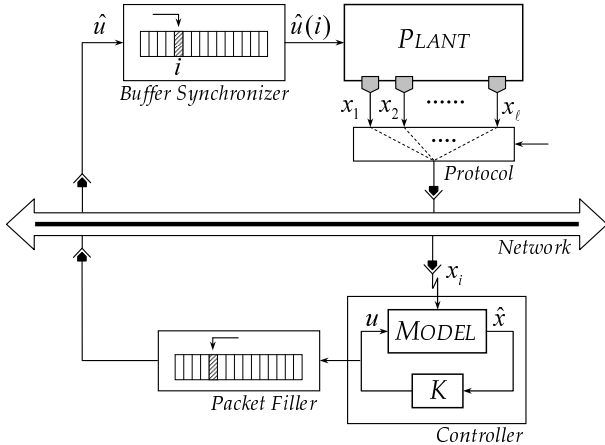 û
û(i)
PLANT
i
Buffer Synchronizer
x₁ x₂ ...... xℓ
....
Protocol
Network
xᵢ
u MODEL x̂
K
Packet Filler
Controller